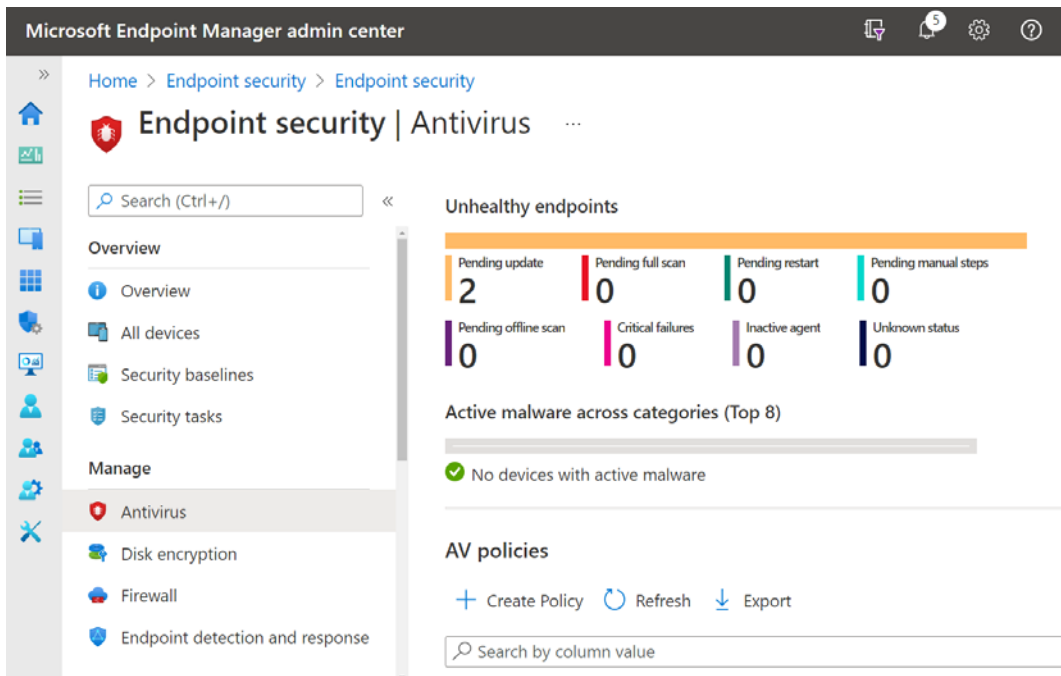 Microsoft Endpoint Manager admin center
5
Home > Endpoint security > Endpoint security
Endpoint security | Antivirus ...
Search (Ctrl+/)
Overview
Overview
All devices
Security baselines
Security tasks
Manage
Antivirus
Disk encryption
Firewall
Endpoint detection and response
Unhealthy endpoints
Pending update
2
Pending full scan
0
Pending restart
0
Pending manual steps
0
Pending offline scan
0
Critical failures
0
Inactive agent
0
Unknown status
0
Active malware across categories (Top 8)
No devices with active malware
AV policies
Create Policy
Refresh
Export
Search by column value